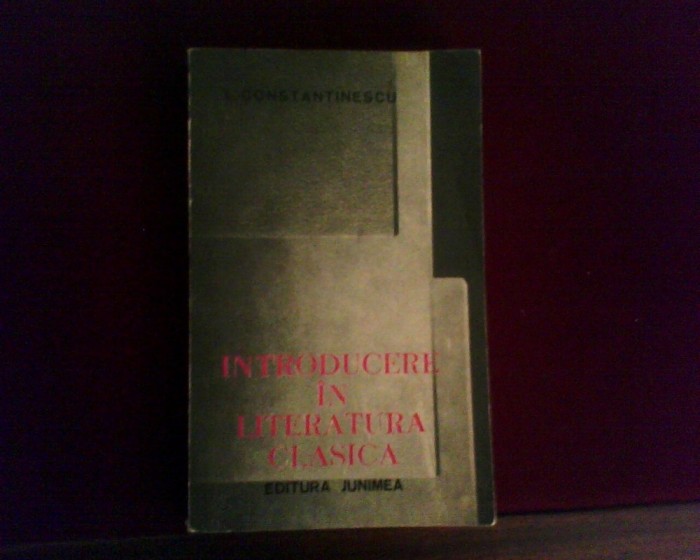 I. CONSTANTINESCU
INTRODUCERE
ÎN
LITERATURA
CLASICA
EDITURA JUNIMEA